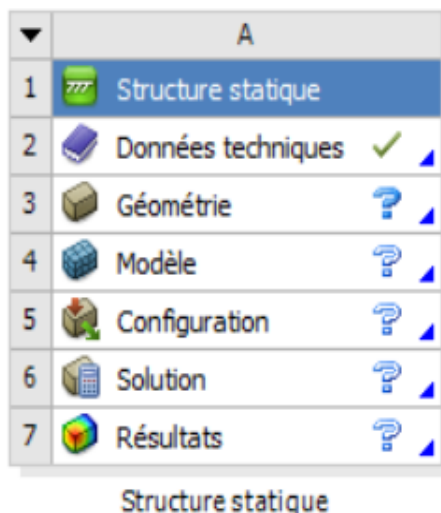 A
1 Structure statique
2 Données techniques
3 Géométrie
4 Modèle
5 Configuration
6 Solution
7 Résultats
Structure statique